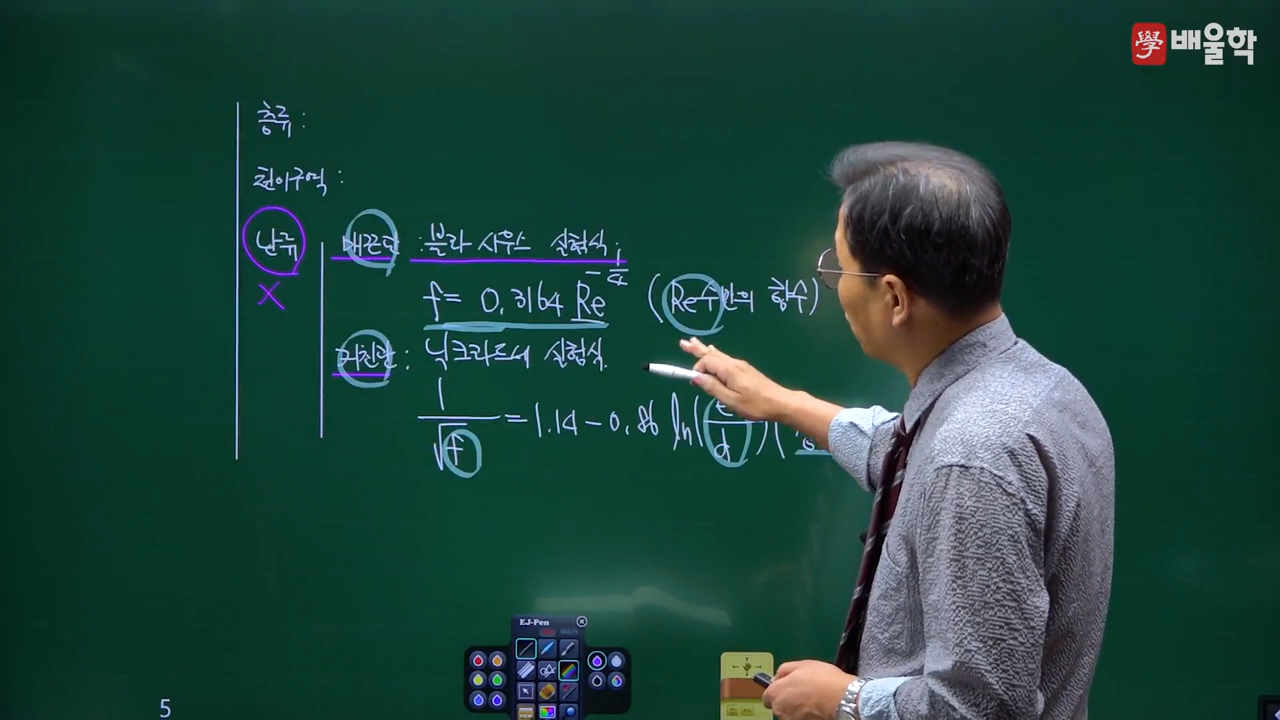 學 배울학
층류 :
천이구역 :
난류
매끈관 : 블라시우스 실험식 :
f = 0.3164 Re^-1/4 (Re수만의 함수)
X
거친관 : 닉크라드세 실험식.
1/√f = 1.14 - 0.86 ln(ε/d) (
EJ-Pen
5